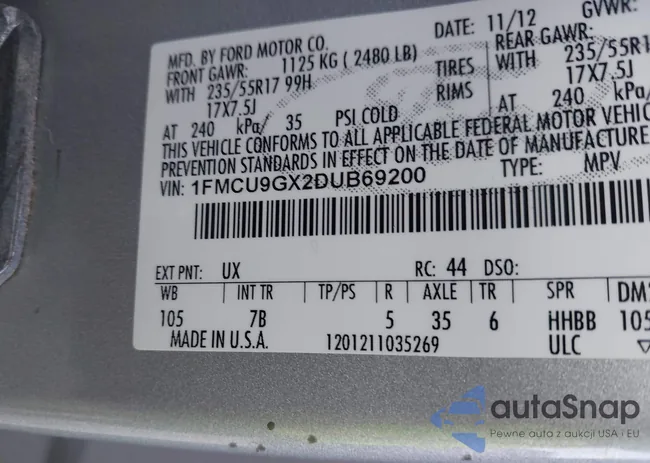 DATE: 11/12 GVWR:
MFD. BY FORD MOTOR CO. REAR GAWR:
FRONT GAWR: 1125 KG ( 2480 LB) WITH 235/55R17
WITH 235/55R17 99H TIRES 17X7.5J
17X7.5J RIMS AT 240 kPa/
AT 240 kPa/ 35 PSI COLD
THIS VEHICLE CONFORMS TO ALL APPLICABLE FEDERAL MOTOR VEHIC
PREVENTION STANDARDS IN EFFECT ON THE DATE OF MANUFACTURE
VIN: 1FMCU9GX2DUB69200 TYPE: MPV
EXT PNT: UX RC: 44 DSO:
WB INT TR TP/PS R AXLE TR SPR DM
105 7B 5 35 6 HHBB 105
MADE IN U.S.A. 1201211035269 ULC
autaSnap
Pewne auta z aukcji USA i EU